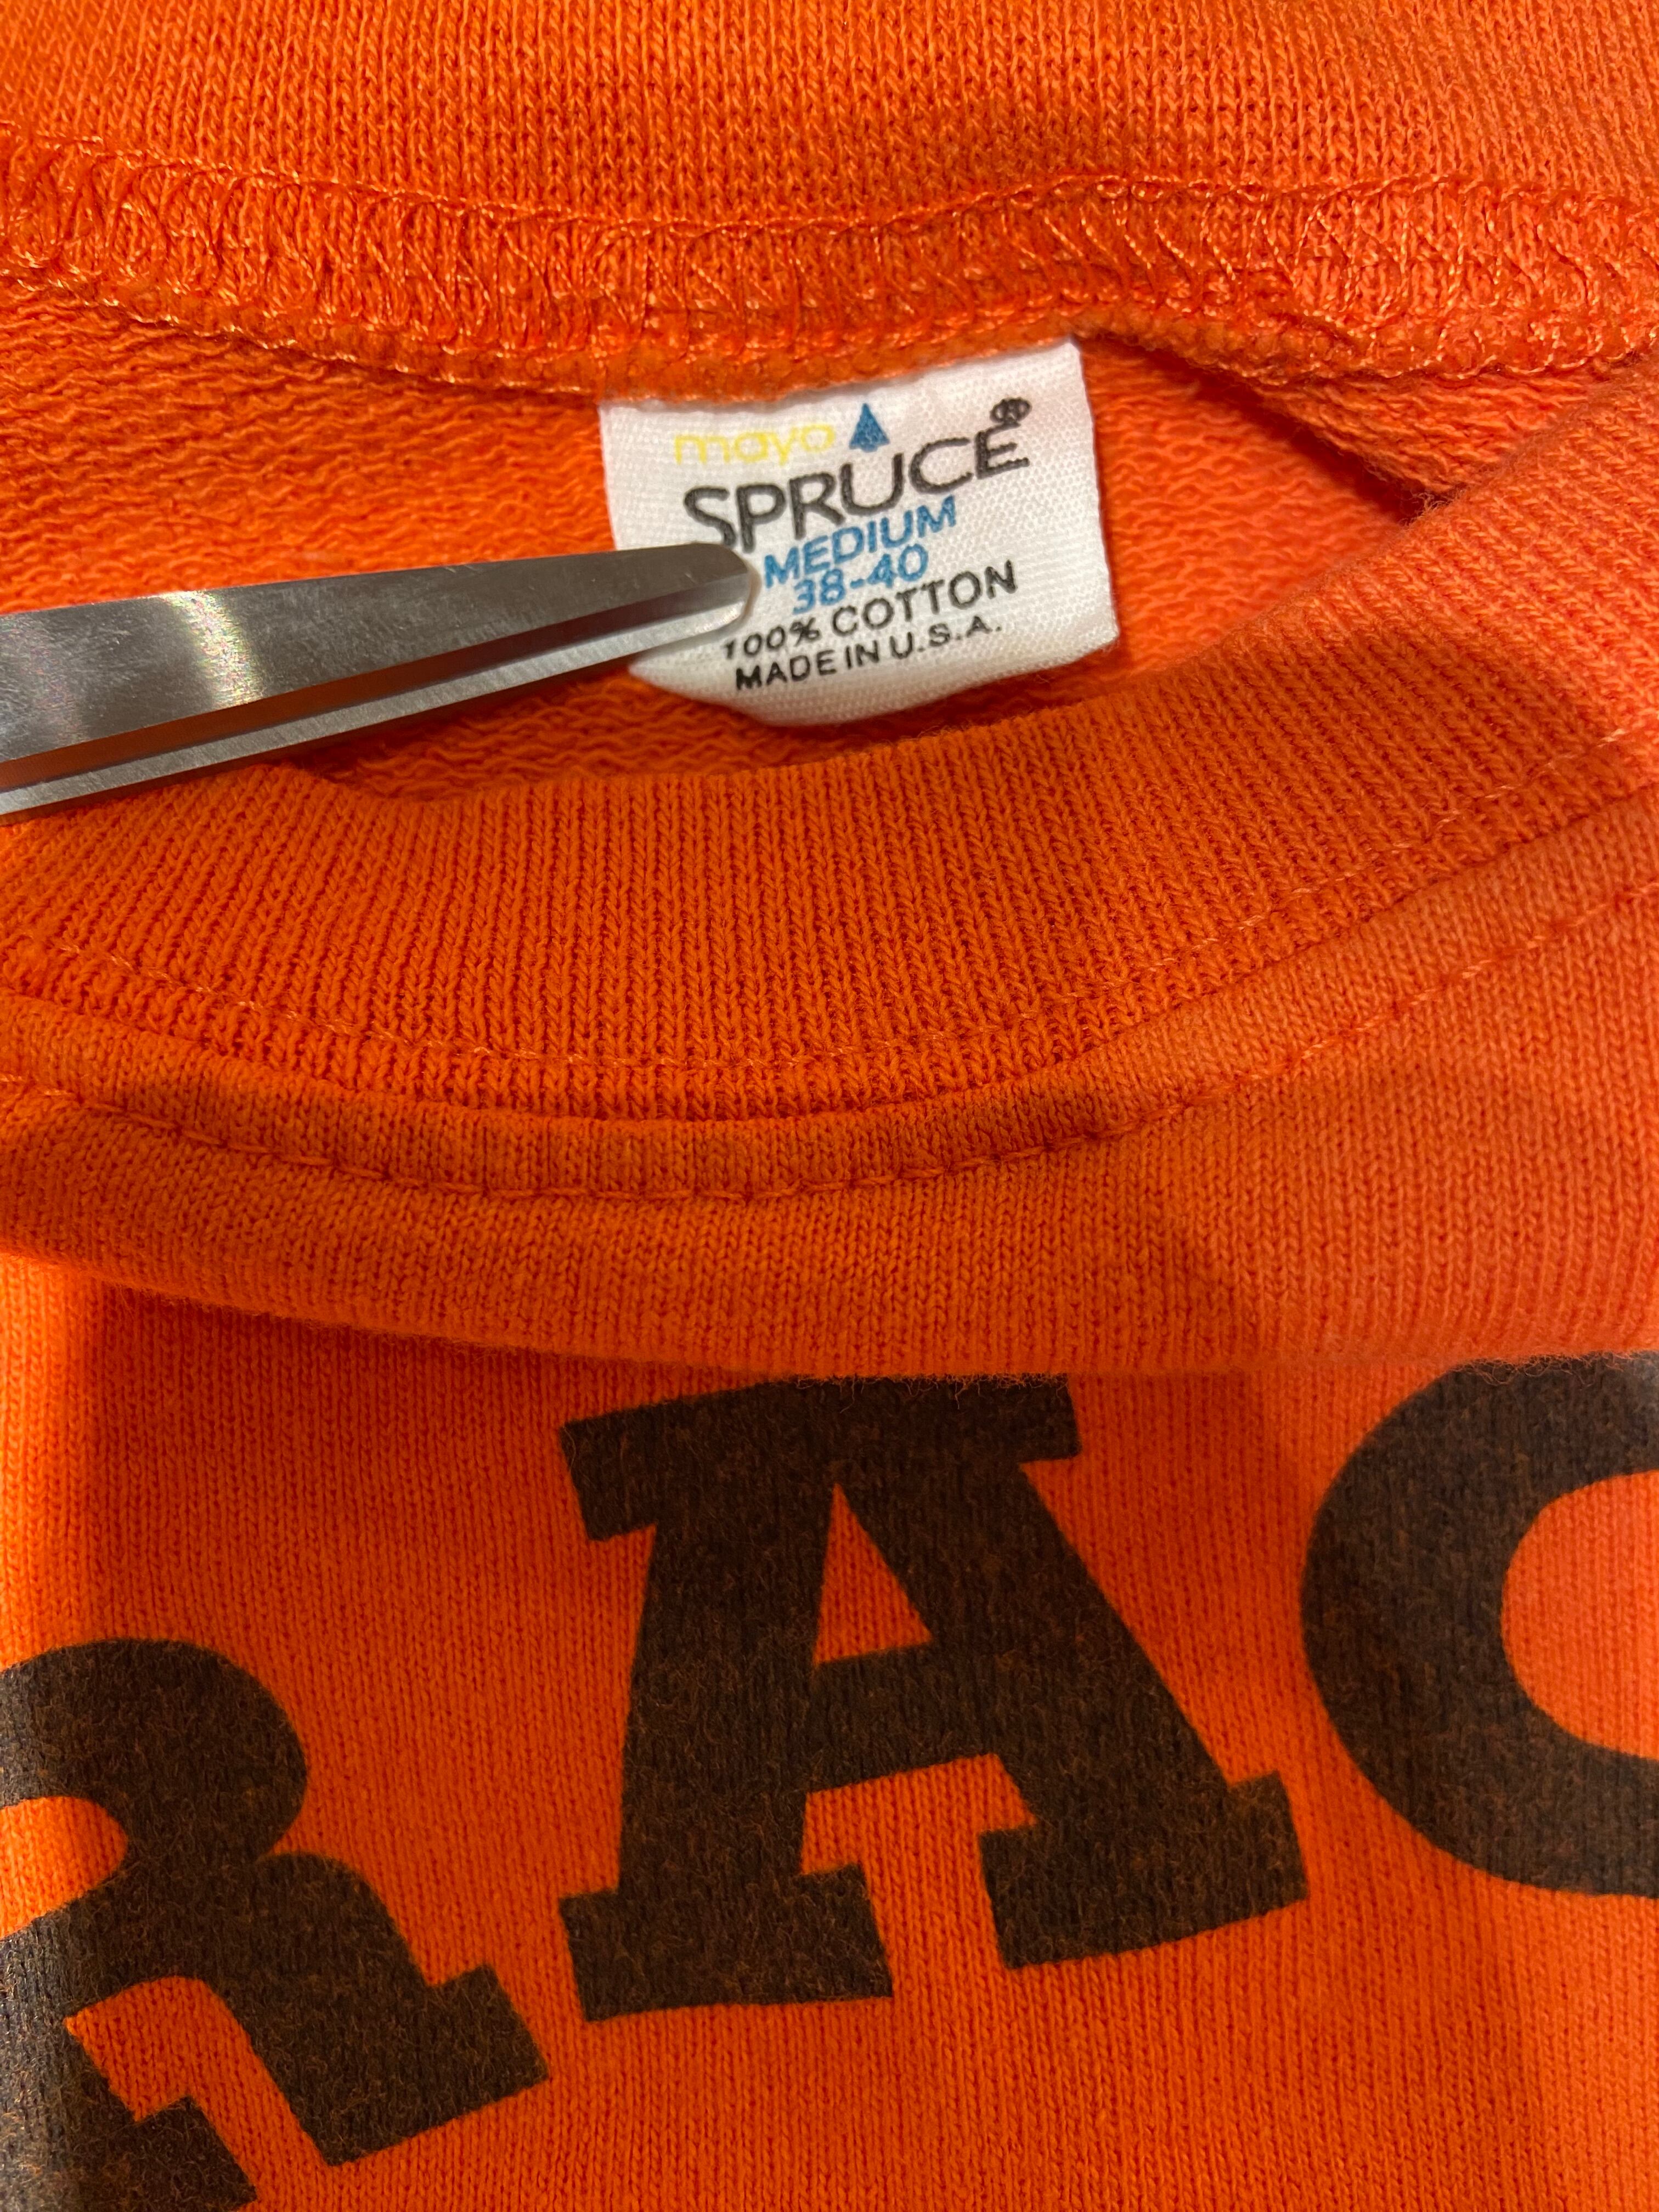 mayo
SPRUCE®
MEDIUM
38-40
100% COTTON
MADE IN U.S.A.
RAC